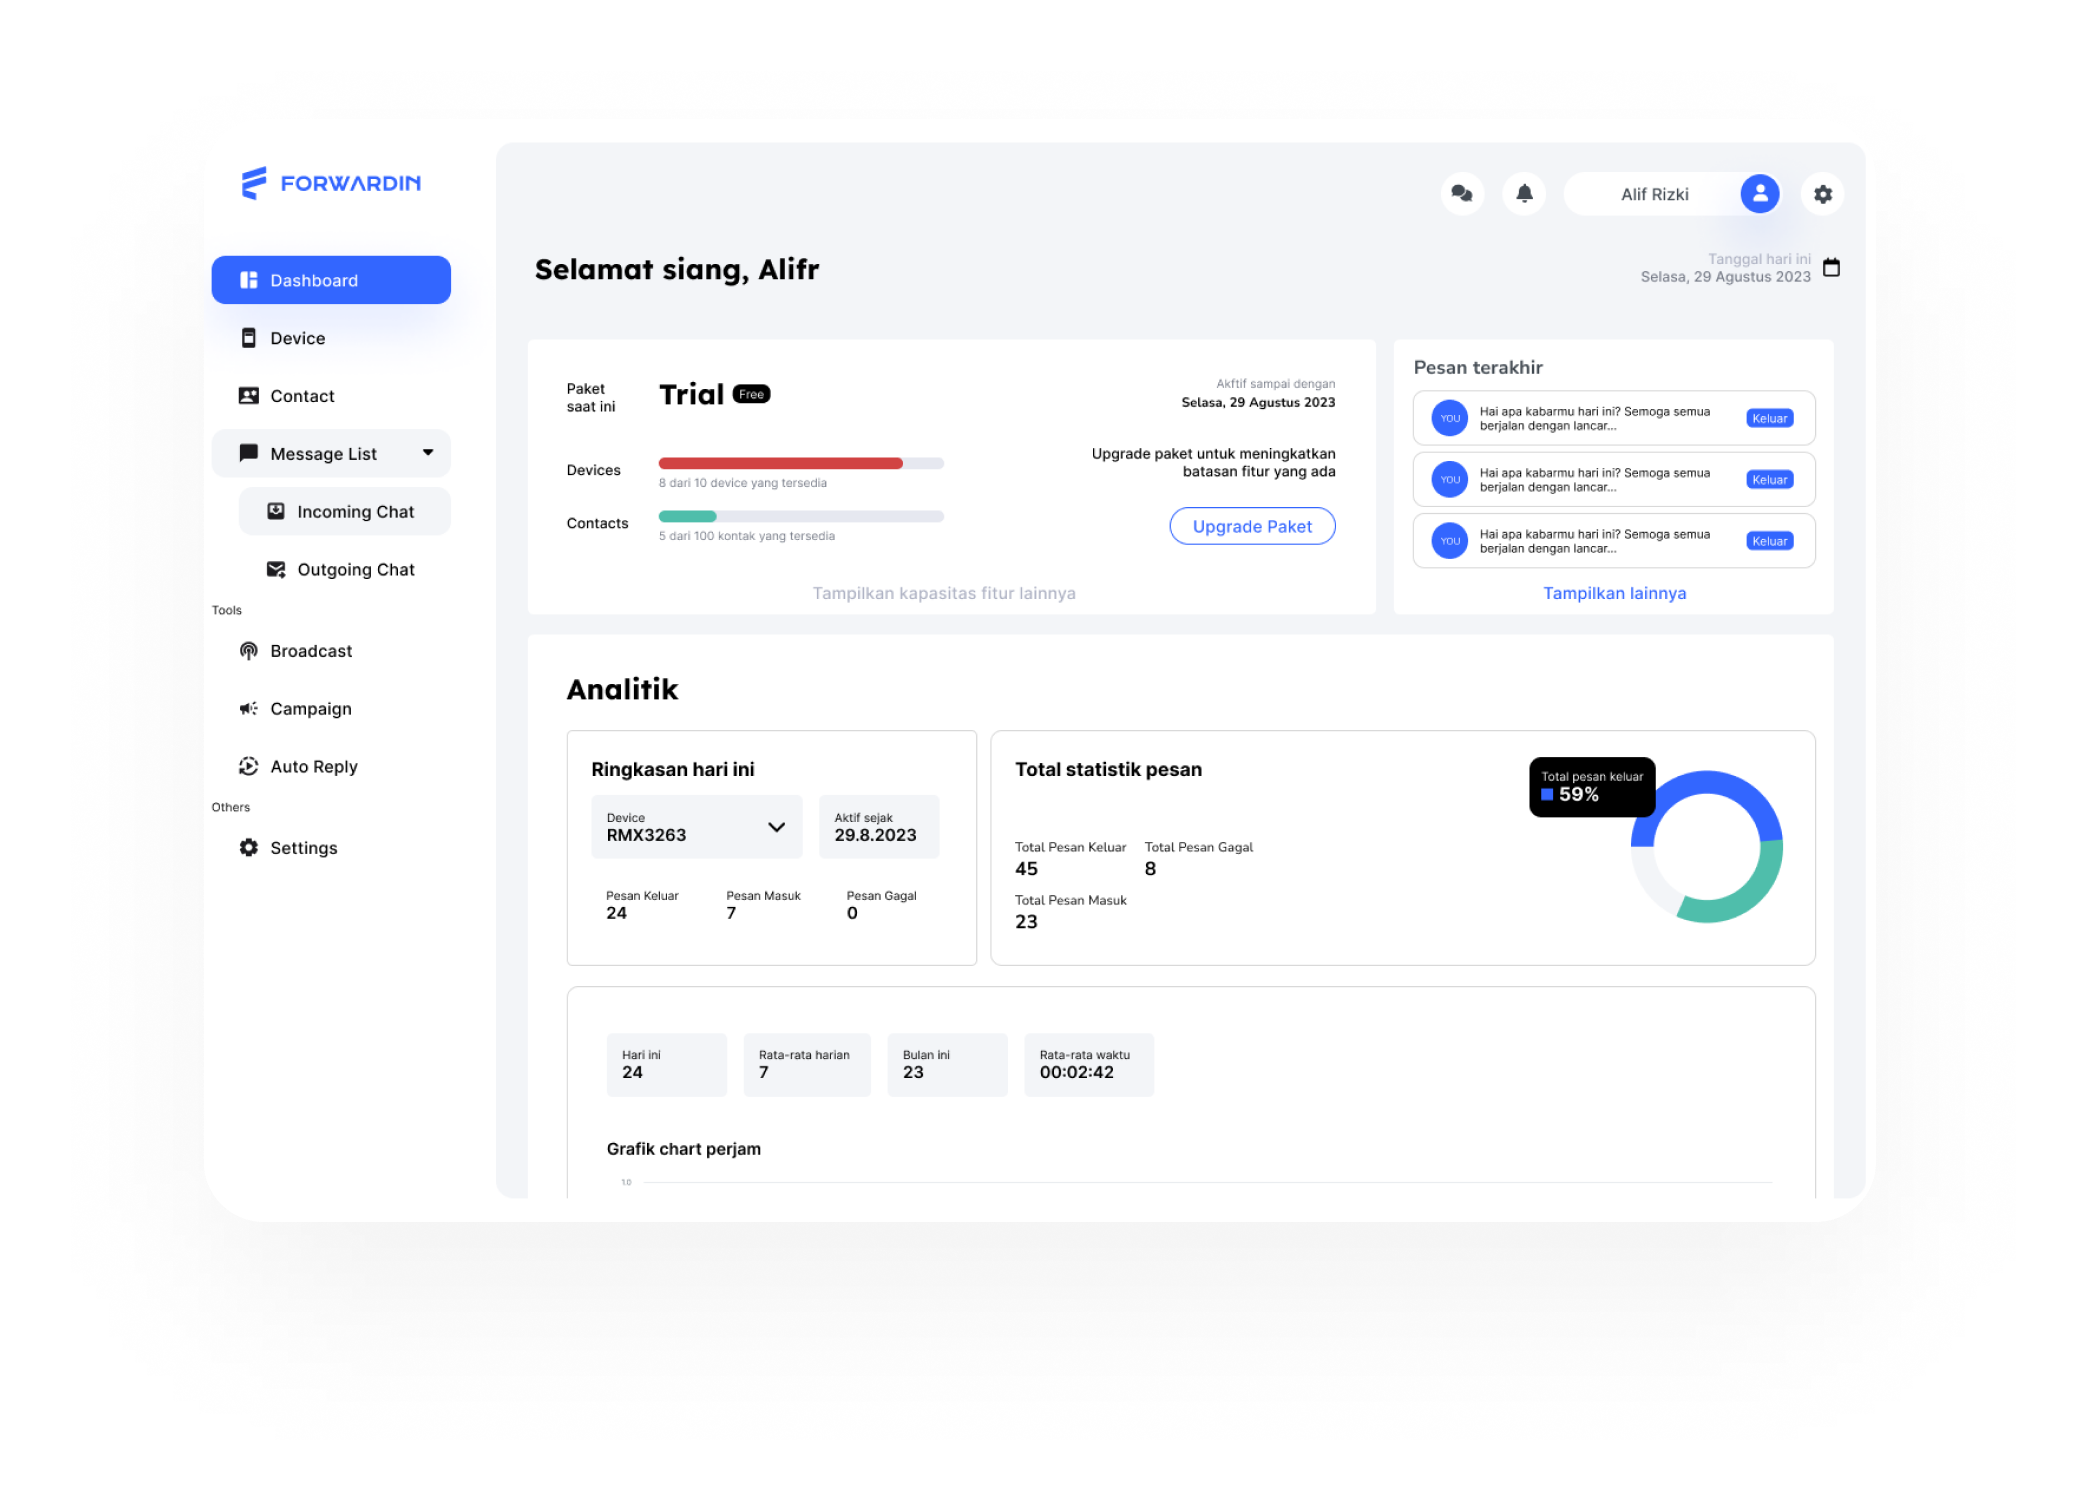 FORWARDIN
Dashboard
Device
Contact
Message List
Incoming Chat
Outgoing Chat
Tools
Broadcast
Campaign
Auto Reply
Others
Settings
Alif Rizki
Selamat siang, Alifr
Tanggal hari ini
Selasa, 29 Agustus 2023
Paket
saat ini
Trial Free
Akftif sampai dengan
Selasa, 29 Agustus 2023
Devices
8 dari 10 device yang tersedia
Contacts
5 dari 100 kontak yang tersedia
Upgrade paket untuk meningkatkan
batasan fitur yang ada
Upgrade Paket
Tampilkan kapasitas fitur lainnya
Pesan terakhir
YOU
Hai apa kabarmu hari ini? Semoga semua
berjalan dengan lancar...
Keluar
YOU
Hai apa kabarmu hari ini? Semoga semua
berjalan dengan lancar...
Keluar
YOU
Hai apa kabarmu hari ini? Semoga semua
berjalan dengan lancar...
Keluar
Tampilkan lainnya
Analitik
Ringkasan hari ini
Device
RMX3263
Aktif sejak
29.8.2023
Pesan Keluar
24
Pesan Masuk
7
Pesan Gagal
0
Total statistik pesan
Total Pesan Keluar
45
Total Pesan Gagal
8
Total Pesan Masuk
23
Total pesan keluar
59%
Hari ini
24
Rata-rata harian
7
Bulan ini
23
Rata-rata waktu
00:02:42
Grafik chart perjam
10